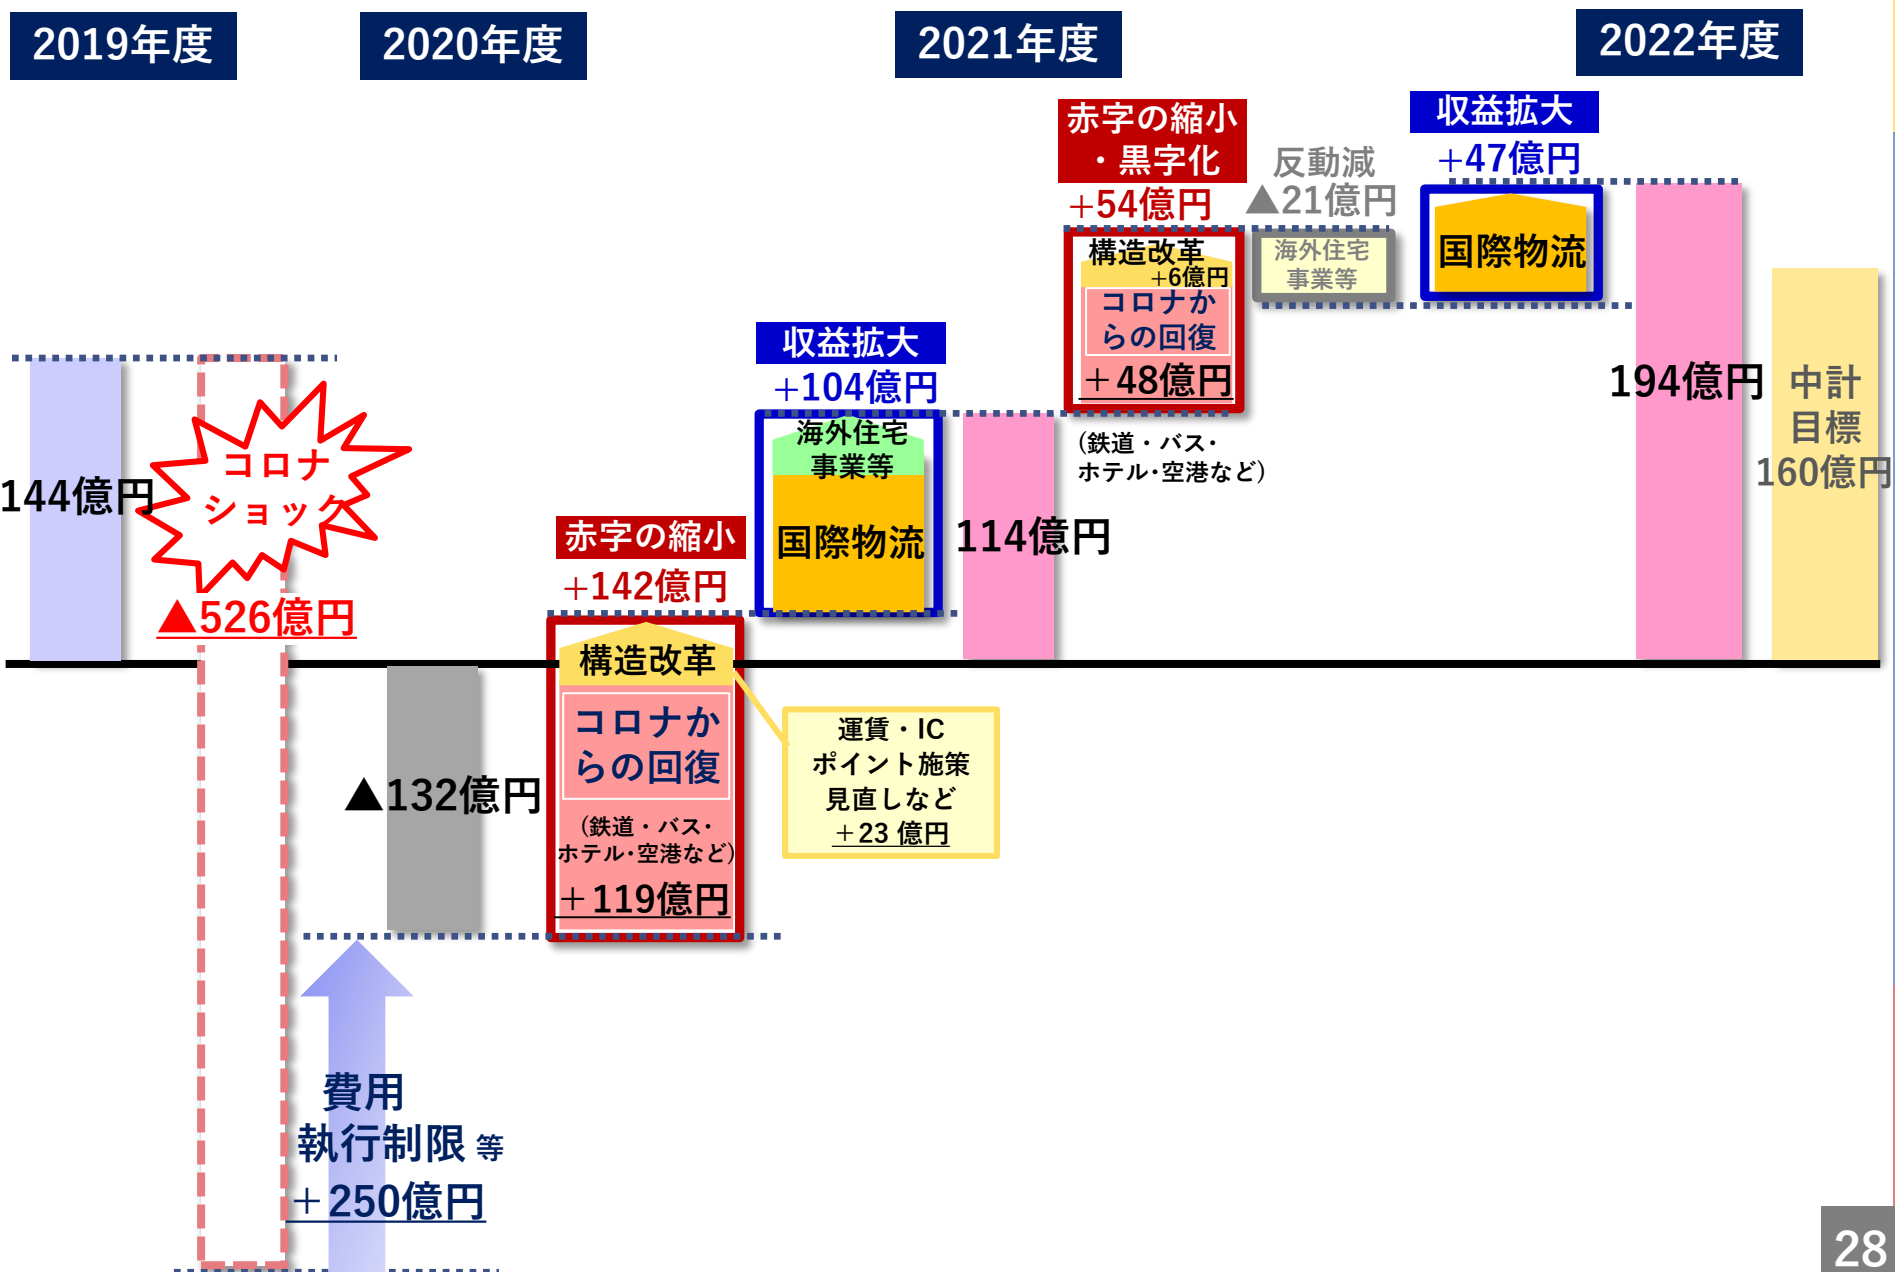 2019年度
2020年度
2021年度
2022年度
144億円
コロナ
ショック
▲526億円
▲132億円
費用
執行制限 等
＋250億円
赤字の縮小
＋142億円
構造改革
コロナか
らの回復
(鉄道・バス・
ホテル・空港など)
＋119億円
運賃・IC
ポイント施策
見直しなど
＋23 億円
収益拡大
＋104億円
海外住宅
事業等
国際物流
114億円
赤字の縮小
・黒字化
＋54億円
構造改革
＋6億円
コロナか
らの回復
＋48億円
(鉄道・バス・
ホテル・空港など)
反動減
▲21億円
海外住宅
事業等
収益拡大
＋47億円
国際物流
194億円
中計
目標
160億円
28